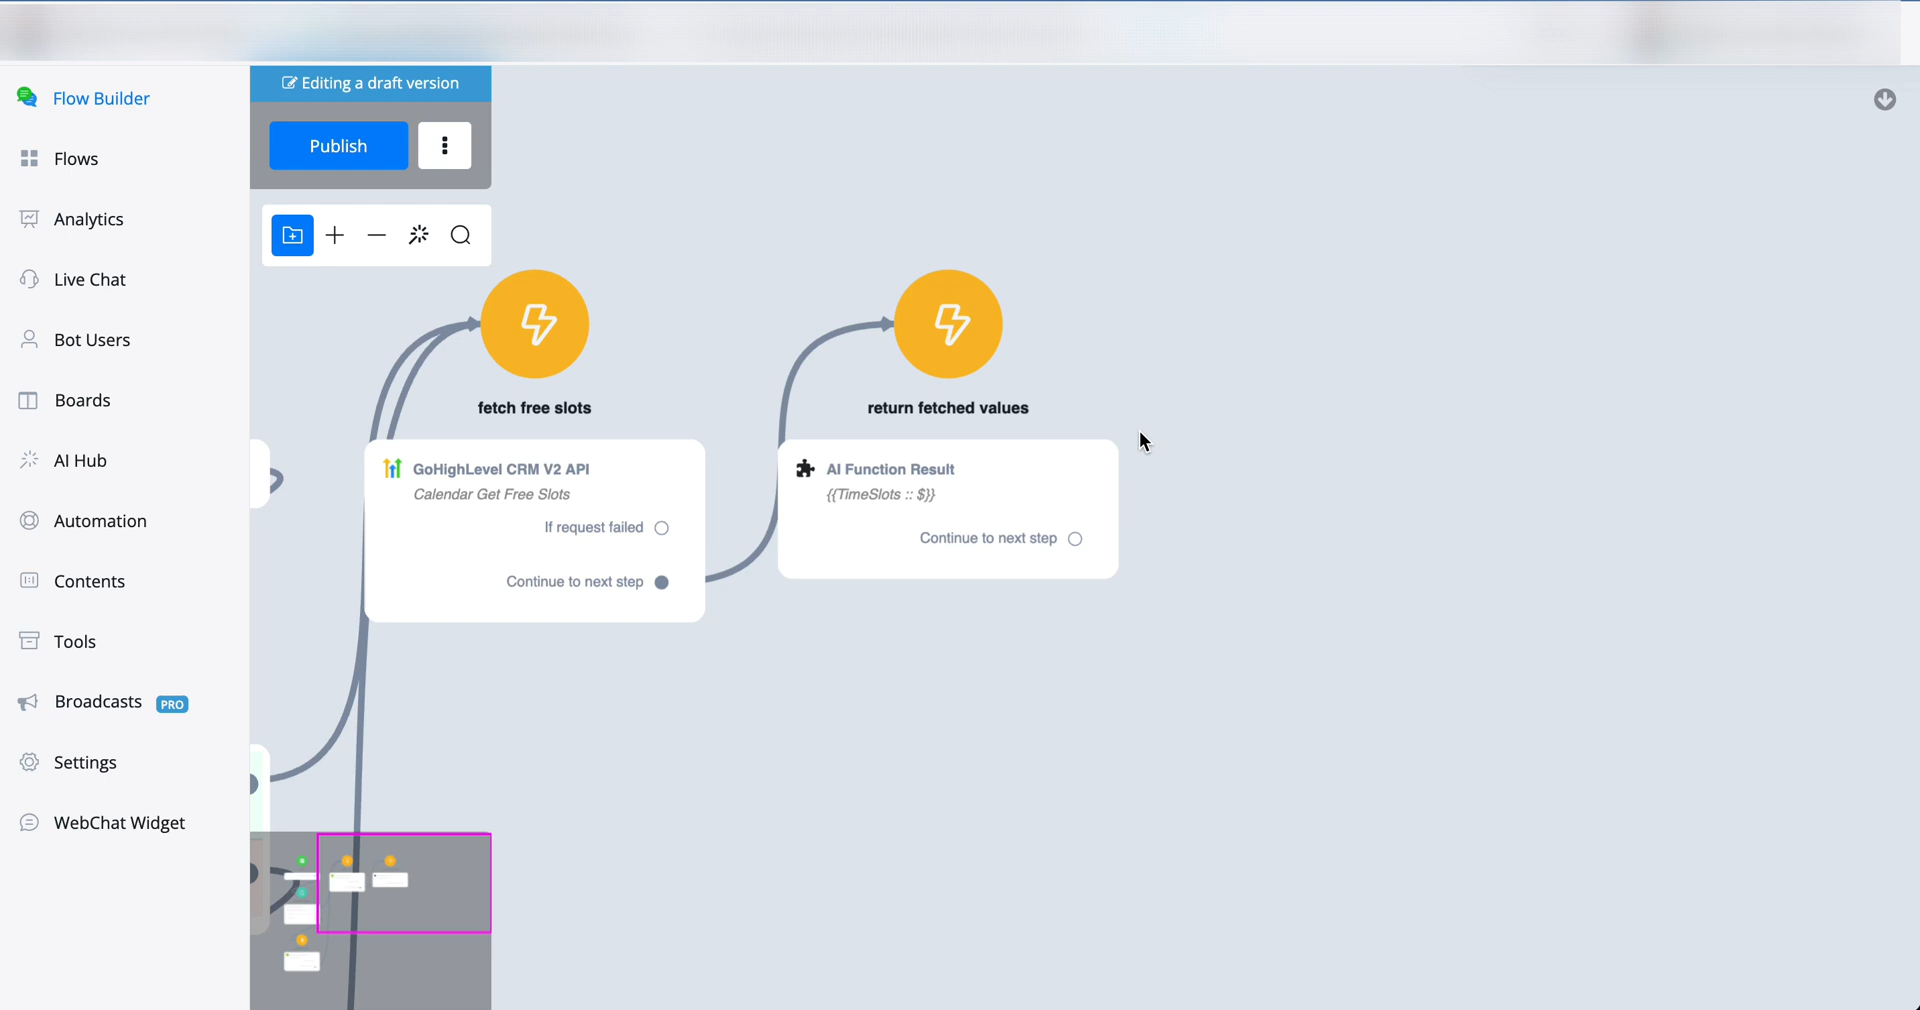 Flow Builder
Flows
Analytics
Live Chat
Bot Users
Boards
AI Hub
Automation
Contents
Tools
Broadcasts PRO
Settings
WebChat Widget
Editing a draft version
Publish
fetch free slots
GoHighLevel CRM V2 API
Calendar Get Free Slots
If request failed
Continue to next step
return fetched values
AI Function Result
{{TimeSlots :: $}}
Continue to next step